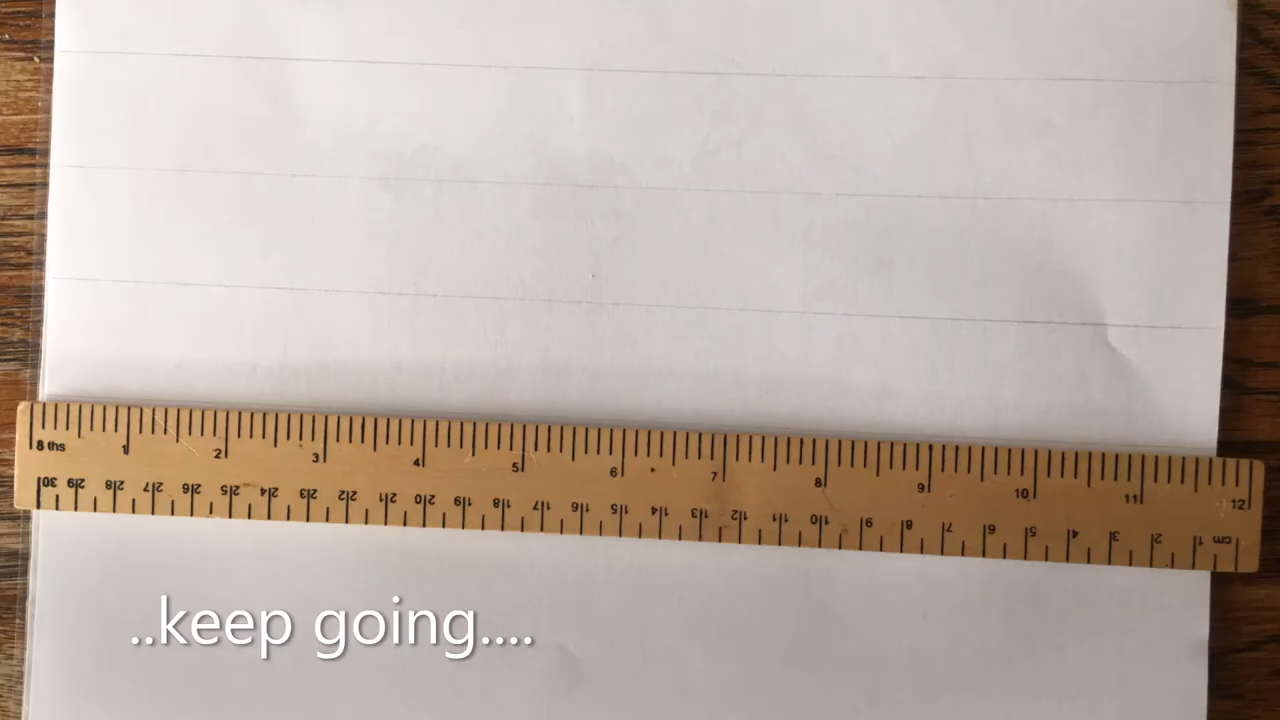 8 ths 1 2 3 4 5 6 7 8 9 10 11 12
30 29 28 27 26 25 24 23 22 21 20 19 18 17 16 15 14 13 12 11 10 9 8 7 6 5 4 3 2 1 cm
..keep going....